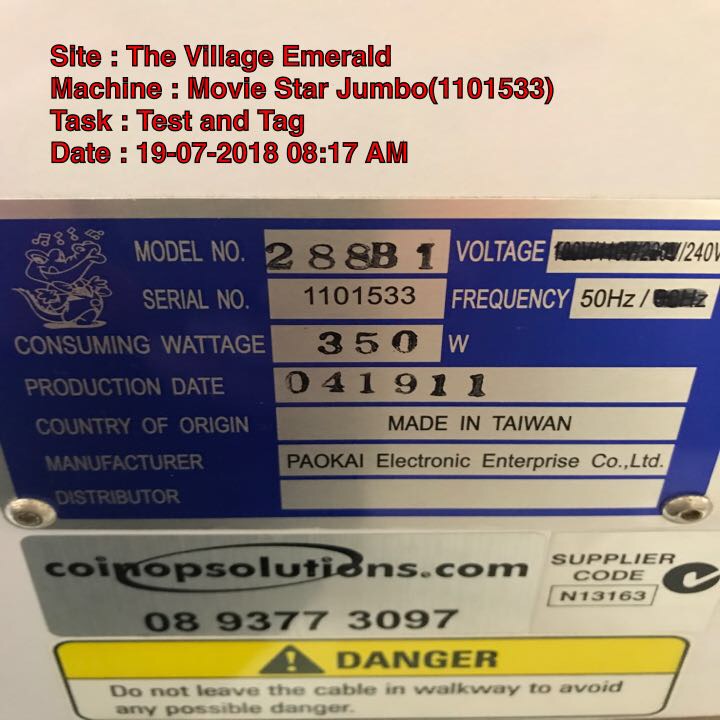 Site : The Village Emerald
Machine : Movie Star Jumbo(1101533)
Task : Test and Tag
Date : 19-07-2018 08:17 AM
MODEL NO. 288B1 VOLTAGE /240V
SERIAL NO. 1101533 FREQUENCY 50Hz /
CONSUMING WATTAGE 350 W
PRODUCTION DATE 041911
COUNTRY OF ORIGIN MADE IN TAIWAN
MANUFACTURER PAOKAI Electronic Enterprise Co.,Ltd.
DISTRIBUTOR
coinopsolutions.com
08 9377 3097
SUPPLIER
CODE
N13163
DANGER
Do not leave the cable in walkway to avoid
any possible danger.